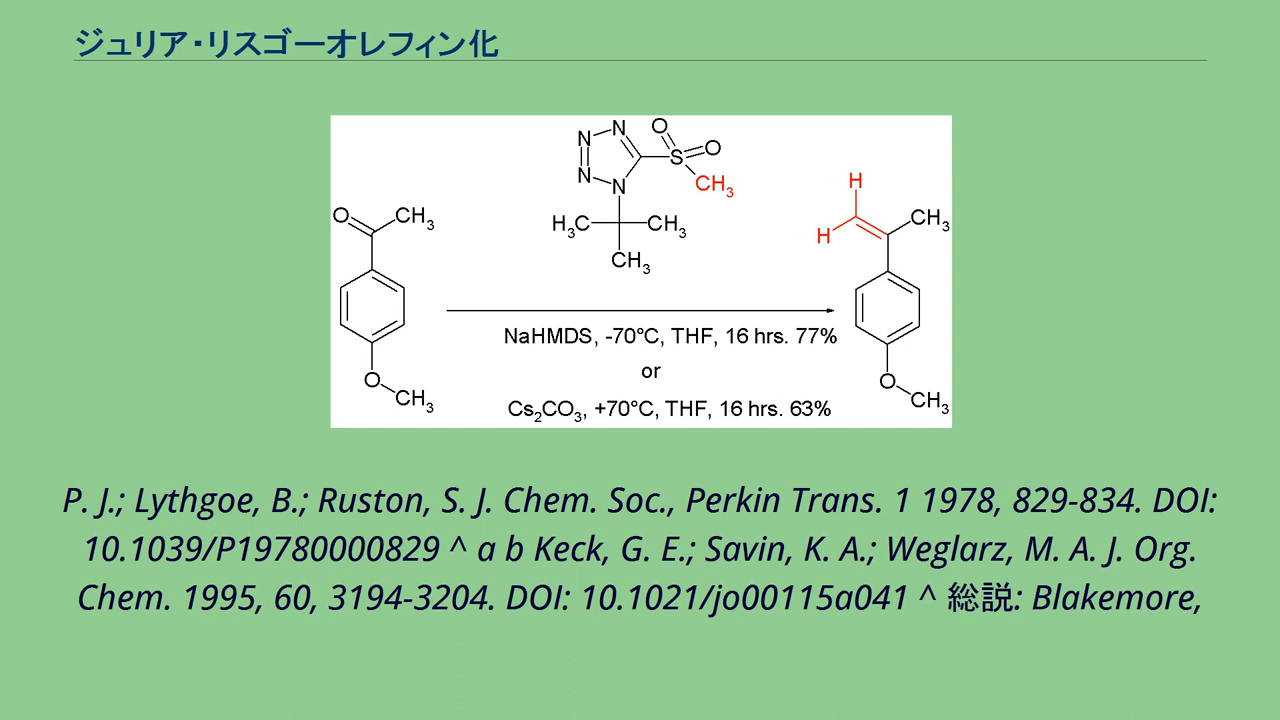 ジュリア・リスゴーオレフィン化
N
N
O
N
S
O
N
CH3
H
O
CH3
H3C
CH3
CH3
H
CH3
CH3
NaHMDS, -70°C, THF, 16 hrs. 77%
or
O
CH3
Cs2CO3, +70°C, THF, 16 hrs. 63%
O
CH3
P. J.; Lythgoe, B.; Ruston, S. J. Chem. Soc., Perkin Trans. 1 1978, 829-834. DOI:
10.1039/P19780000829 ^ a b Keck, G. E.; Savin, K. A.; Weglarz, M. A. J. Org.
Chem. 1995, 60, 3194-3204. DOI: 10.1021/jo00115a041 ^ 総説: Blakemore,